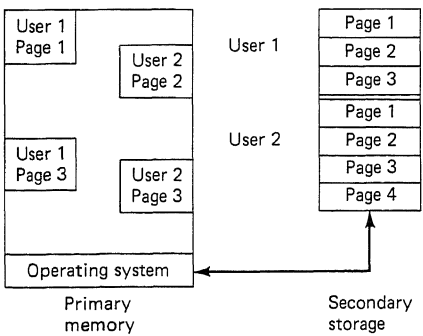 User 1
Page 1
User 2
Page 2
User 1
Page 3
User 2
Page 3
Operating system
Primary
memory
User 1
User 2
Page 1
Page 2
Page 3
Page 1
Page 2
Page 3
Page 4
Secondary
storage